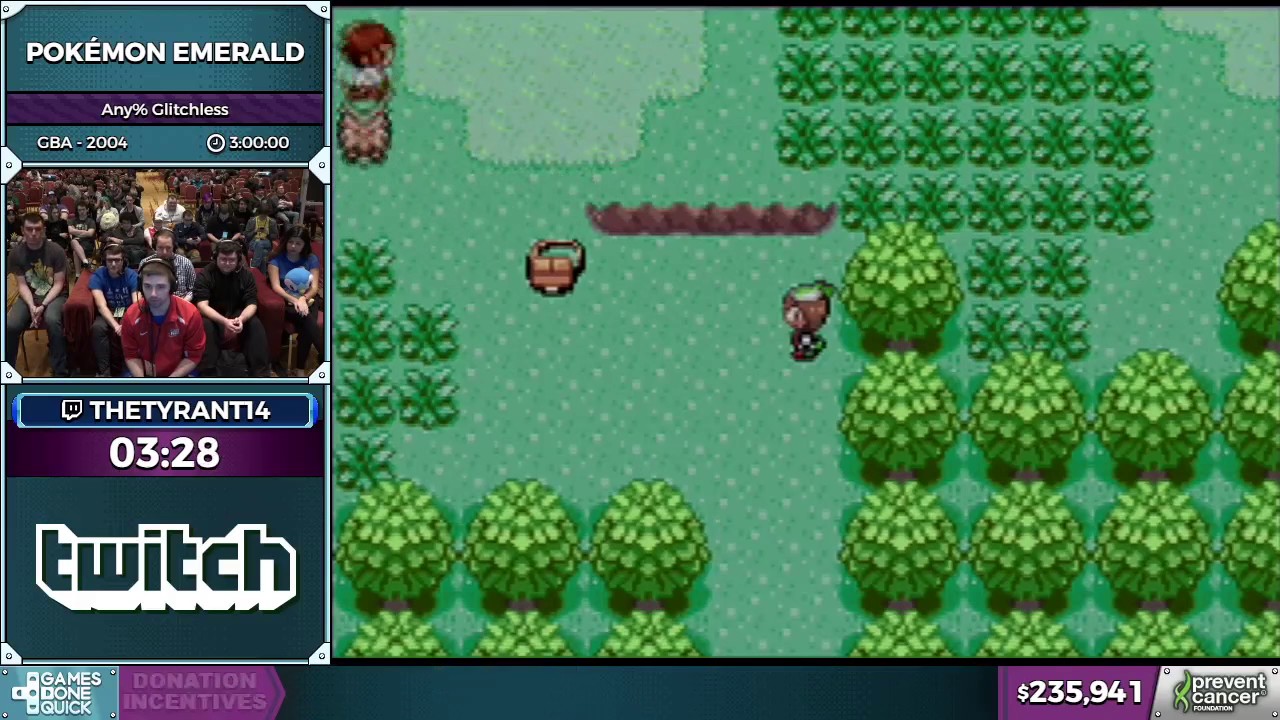 POKÉMON EMERALD
Any% Glitchless
GBA - 2004
3:00:00
THETYRANT14
03:28
twitch
GAMES
DONE
QUICK
DONATION
INCENTIVES
$235,941
prevent
cancer
FOUNDATION